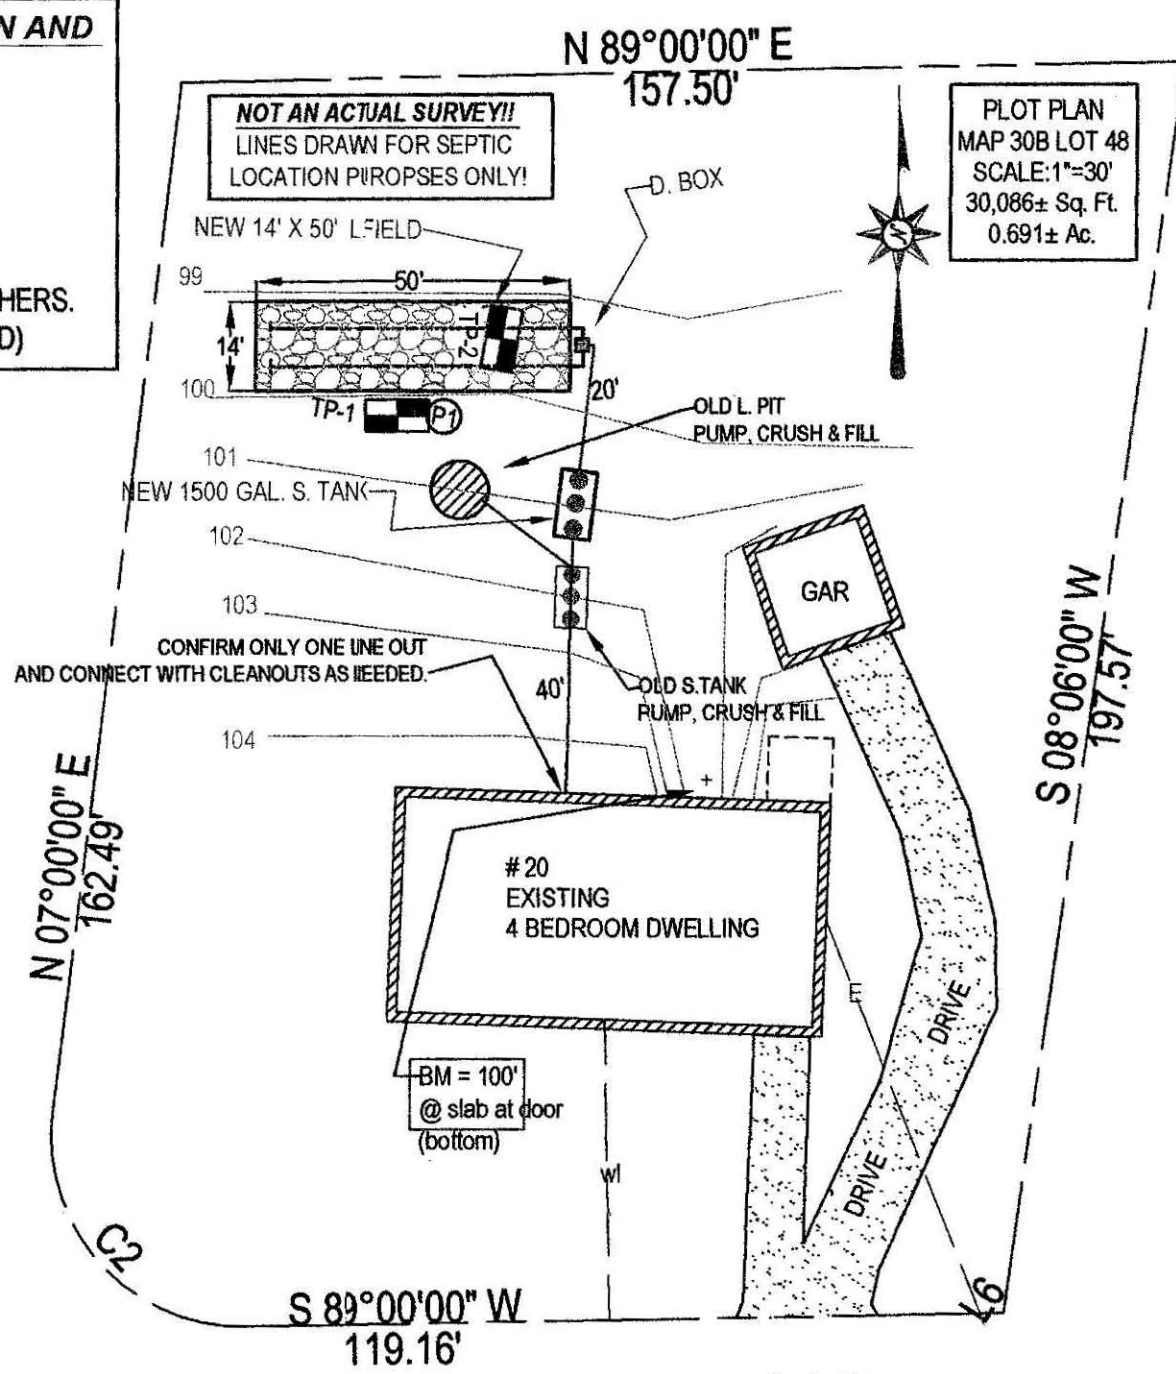 N AND
HERS.
D)
N 89°00'00" E
157.50'
NOT AN ACTUAL SURVEY!!
LINES DRAWN FOR SEPTIC
LOCATION PUROPSES ONLY!
PLOT PLAN
MAP 30B LOT 48
SCALE:1"=30'
30,086± Sq. Ft.
0.691± Ac.
D. BOX
NEW 14' X 50' L.FIELD
N
99
50'
14'
TP-2
100
20'
TP-1
P1
OLD L. PIT
PUMP, CRUSH & FILL
101
NEW 1500 GAL. S. TANK
102
GAR
103
CONFIRM ONLY ONE LINE OUT
AND CONNECT WITH CLEANOUTS AS NEEDED.
40'
OLD S.TANK
PUMP, CRUSH & FILL
104
S 08°06'00" W
197.57'
N 07°00'00" E
162.49'
# 20
EXISTING
4 BEDROOM DWELLING
E
DRIVE
BM = 100'
@ slab at door
(bottom)
wl
DRIVE
C2
L6
S 89°00'00" W
119.16'